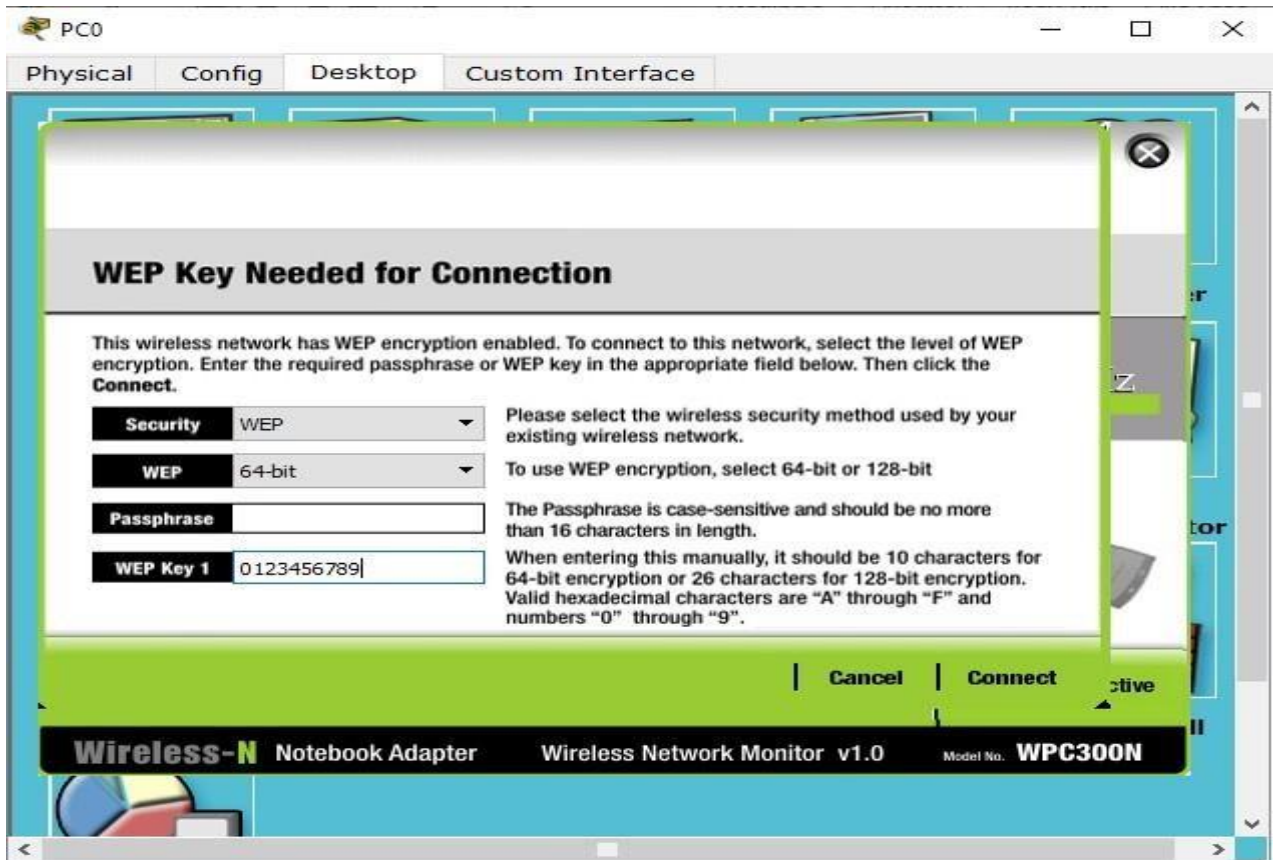 PC0
Physical Config Desktop Custom Interface
WEP Key Needed for Connection
This wireless network has WEP encryption enabled. To connect to this network, select the level of WEP
encryption. Enter the required passphrase or WEP key in the appropriate field below. Then click the
Connect.
Security WEP
Please select the wireless security method used by your
existing wireless network.
WEP 64-bit
To use WEP encryption, select 64-bit or 128-bit
Passphrase
The Passphrase is case-sensitive and should be no more
than 16 characters in length.
WEP Key 1 0123456789
When entering this manually, it should be 10 characters for
64-bit encryption or 26 characters for 128-bit encryption.
Valid hexadecimal characters are “A” through “F” and
numbers “0” through “9”.
Cancel Connect
Wireless-N Notebook Adapter Wireless Network Monitor v1.0 Model No. WPC300N